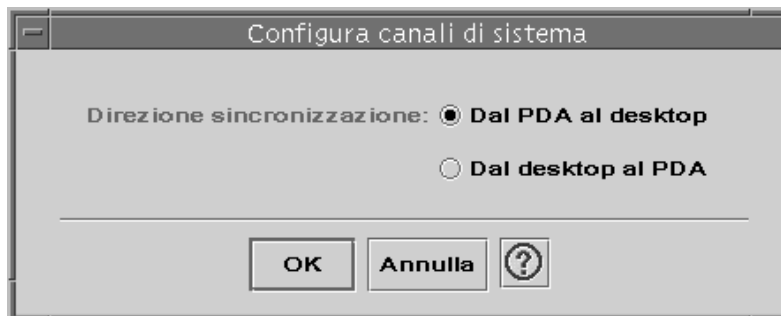 Configura canali di sistema
Direzione sincronizzazione: Dal PDA al desktop
Dal desktop al PDA
OK Annulla ?